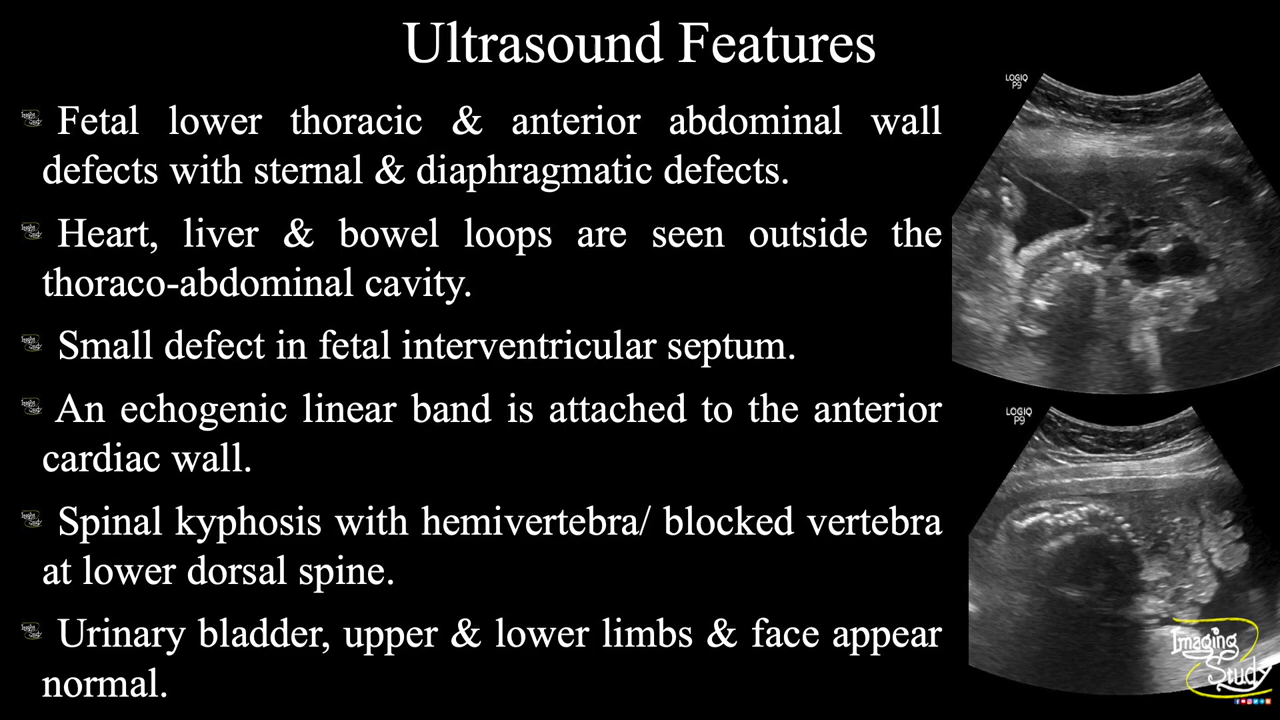 Ultrasound Features
Fetal lower thoracic & anterior abdominal wall
defects with sternal & diaphragmatic defects.
Heart, liver & bowel loops are seen outside the
thoraco-abdominal cavity.
Small defect in fetal interventricular septum.
An echogenic linear band is attached to the anterior
cardiac wall.
Spinal kyphosis with hemivertebra/ blocked vertebra
at lower dorsal spine.
Urinary bladder, upper & lower limbs & face appear
normal.
LOGIQ
P9
LOGIQ
P9
Imaging
Study